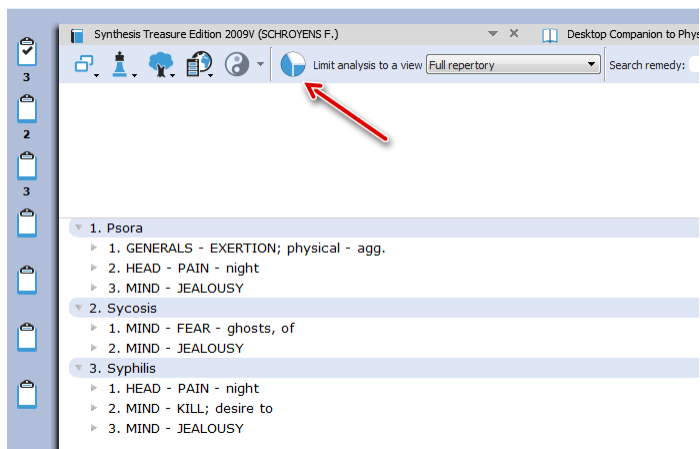 Synthesis Treasure Edition 2009V (SCHROYENS F.) Desktop Companion to Phys
Limit analysis to a view Full repertory Search remedy:
3
2
3
1. Psora
1. GENERALS - EXERTION; physical - agg.
2. HEAD - PAIN - night
3. MIND - JEALOUSY
2. Sycosis
1. MIND - FEAR - ghosts, of
2. MIND - JEALOUSY
3. Syphilis
1. HEAD - PAIN - night
2. MIND - KILL; desire to
3. MIND - JEALOUSY